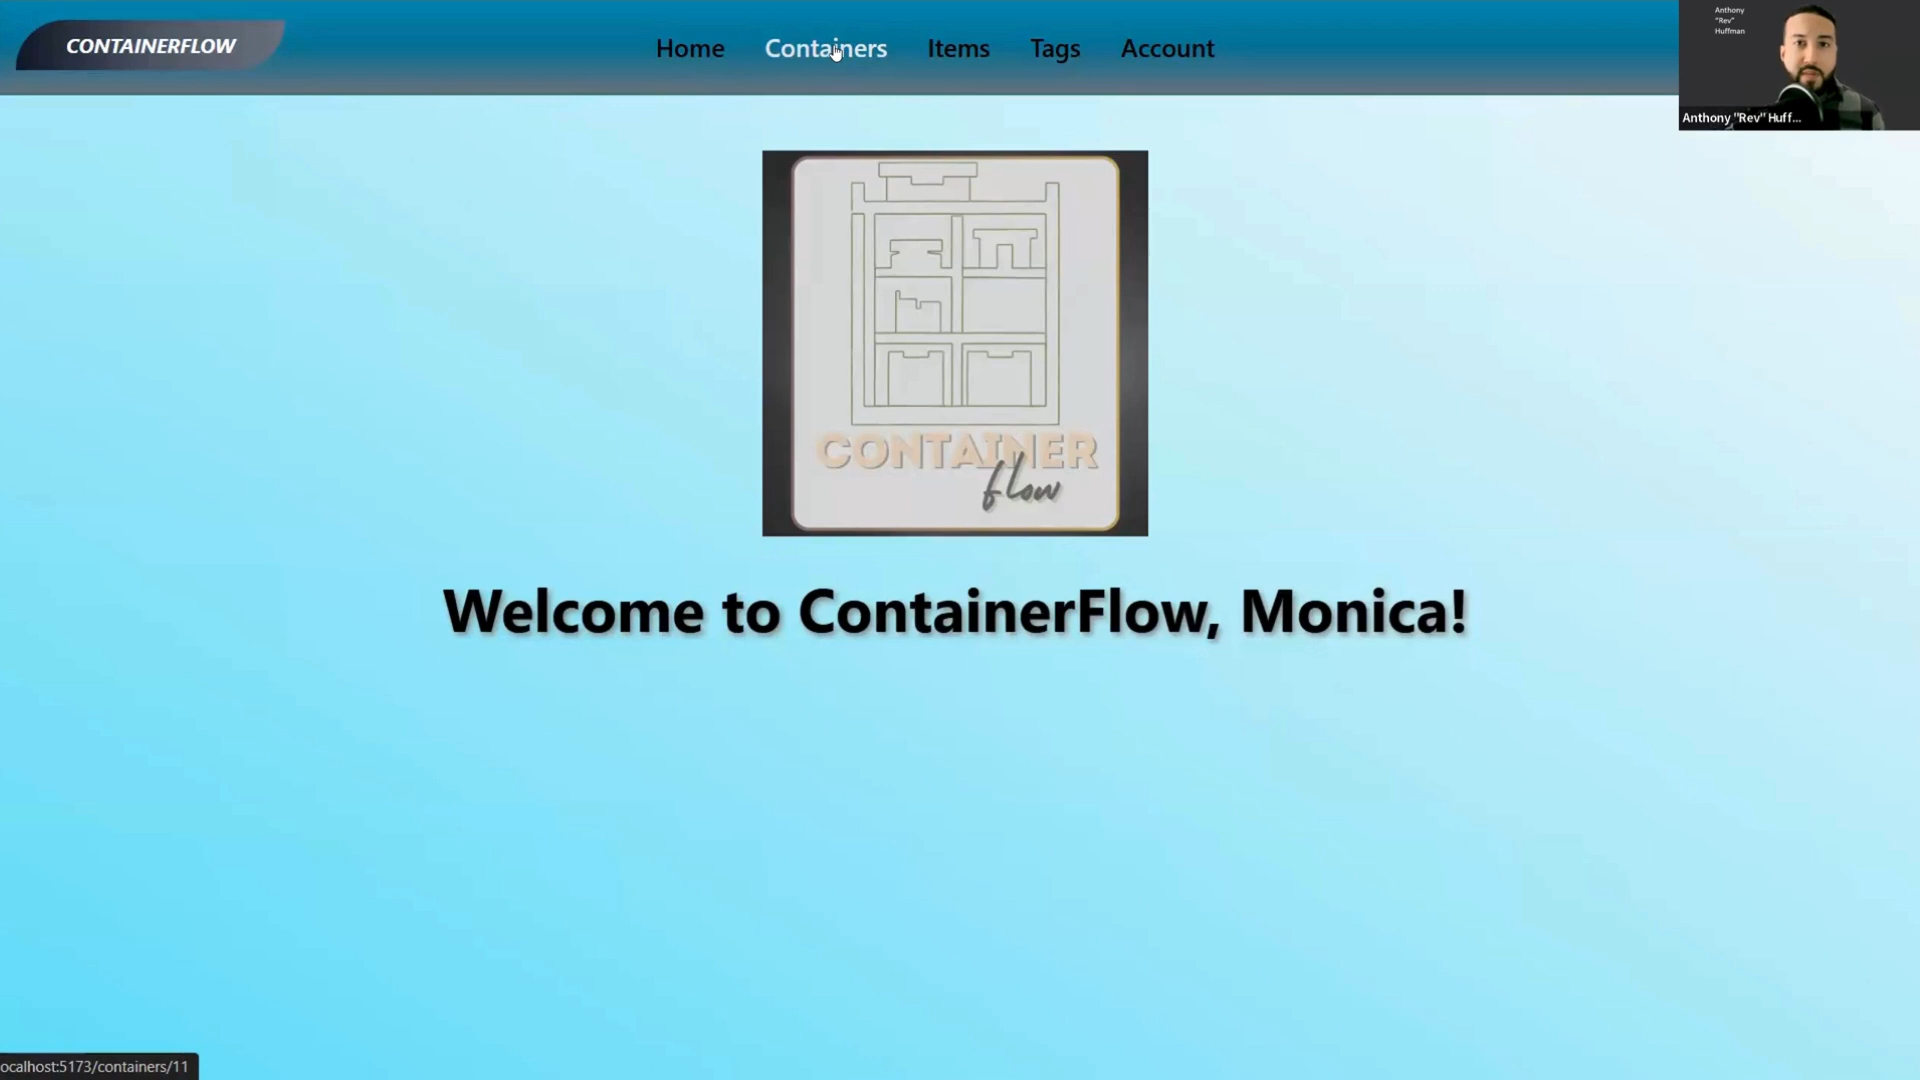 CONTAINERFLOW
Home Containers Items Tags Account
Anthony
"Rev"
Huffman
Anthony "Rev" Huff...
CONTAINER
flow
Welcome to ContainerFlow, Monica!
ocalhost:5173/containers/11